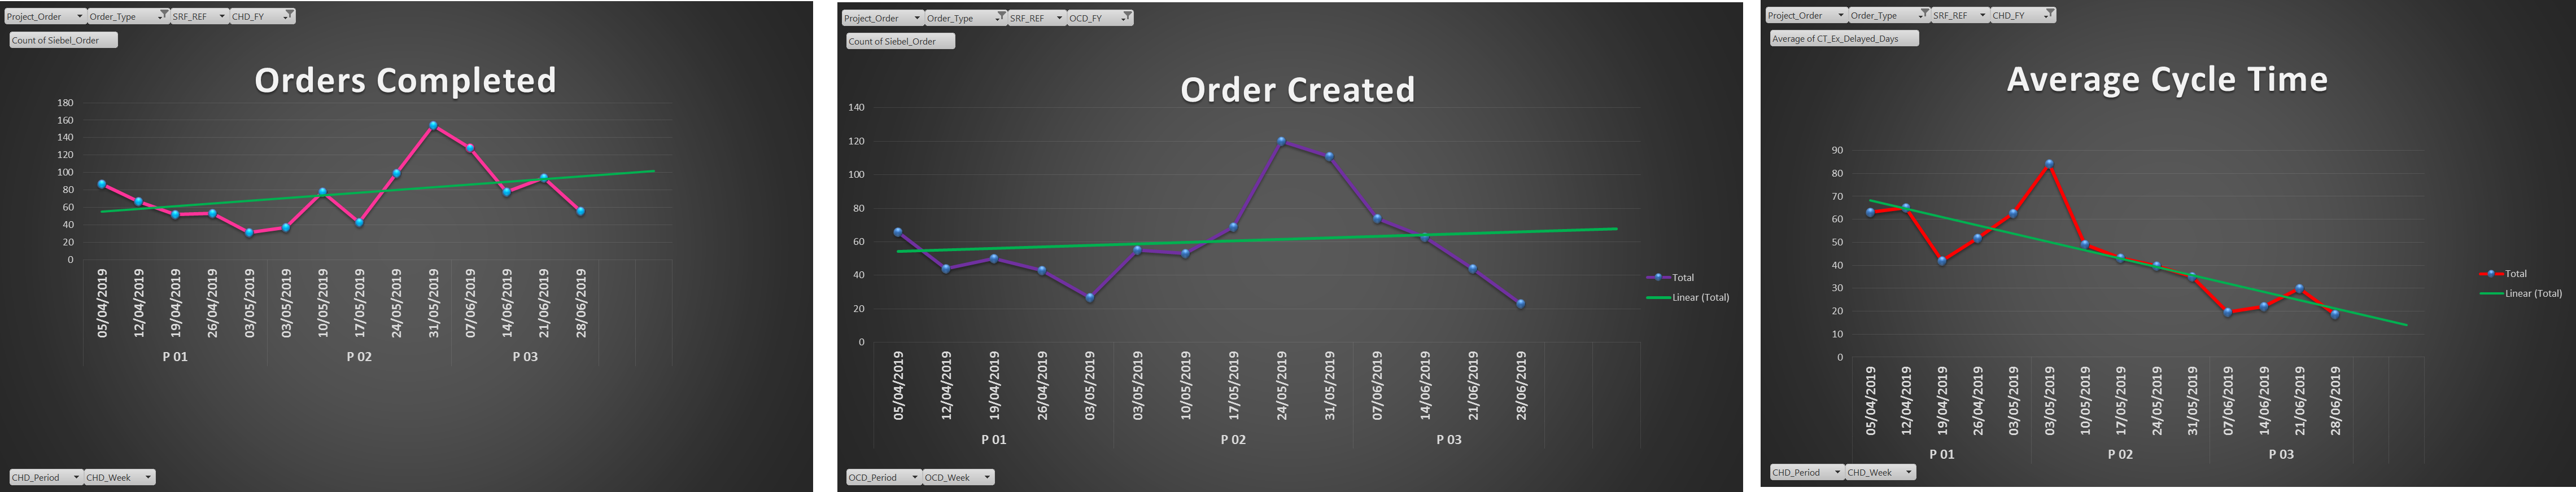 Project_Order Order_Type SRF_REF CHD_FY
Count of Siebel_Order
Orders Completed
180
160
140
120
100
80
60
40
20
0
05/04/2019 12/04/2019 19/04/2019 26/04/2019 03/05/2019 03/05/2019 10/05/2019 17/05/2019 24/05/2019 31/05/2019 07/06/2019 14/06/2019 21/06/2019 28/06/2019
P 01 P 02 P 03
CHD_Period CHD_Week
Project_Order Order_Type SRF_REF OCD_FY
Count of Siebel_Order
Order Created
140
120
100
80
60
40
20
0
Total
Linear (Total)
05/04/2019 12/04/2019 19/04/2019 26/04/2019 03/05/2019 03/05/2019 10/05/2019 17/05/2019 24/05/2019 31/05/2019 07/06/2019 14/06/2019 21/06/2019 28/06/2019
P 01 P 02 P 03
OCD_Period OCD_Week
Project_Order Order_Type SRF_REF CHD_FY
Average of CT_Ex_Delayed_Days
Average Cycle Time
90
80
70
60
50
40
30
20
10
0
Total
Linear (Total)
05/04/2019 12/04/2019 19/04/2019 26/04/2019 03/05/2019 03/05/2019 10/05/2019 17/05/2019 24/05/2019 31/05/2019 07/06/2019 14/06/2019 21/06/2019 28/06/2019
P 01 P 02 P 03
CHD_Period CHD_Week